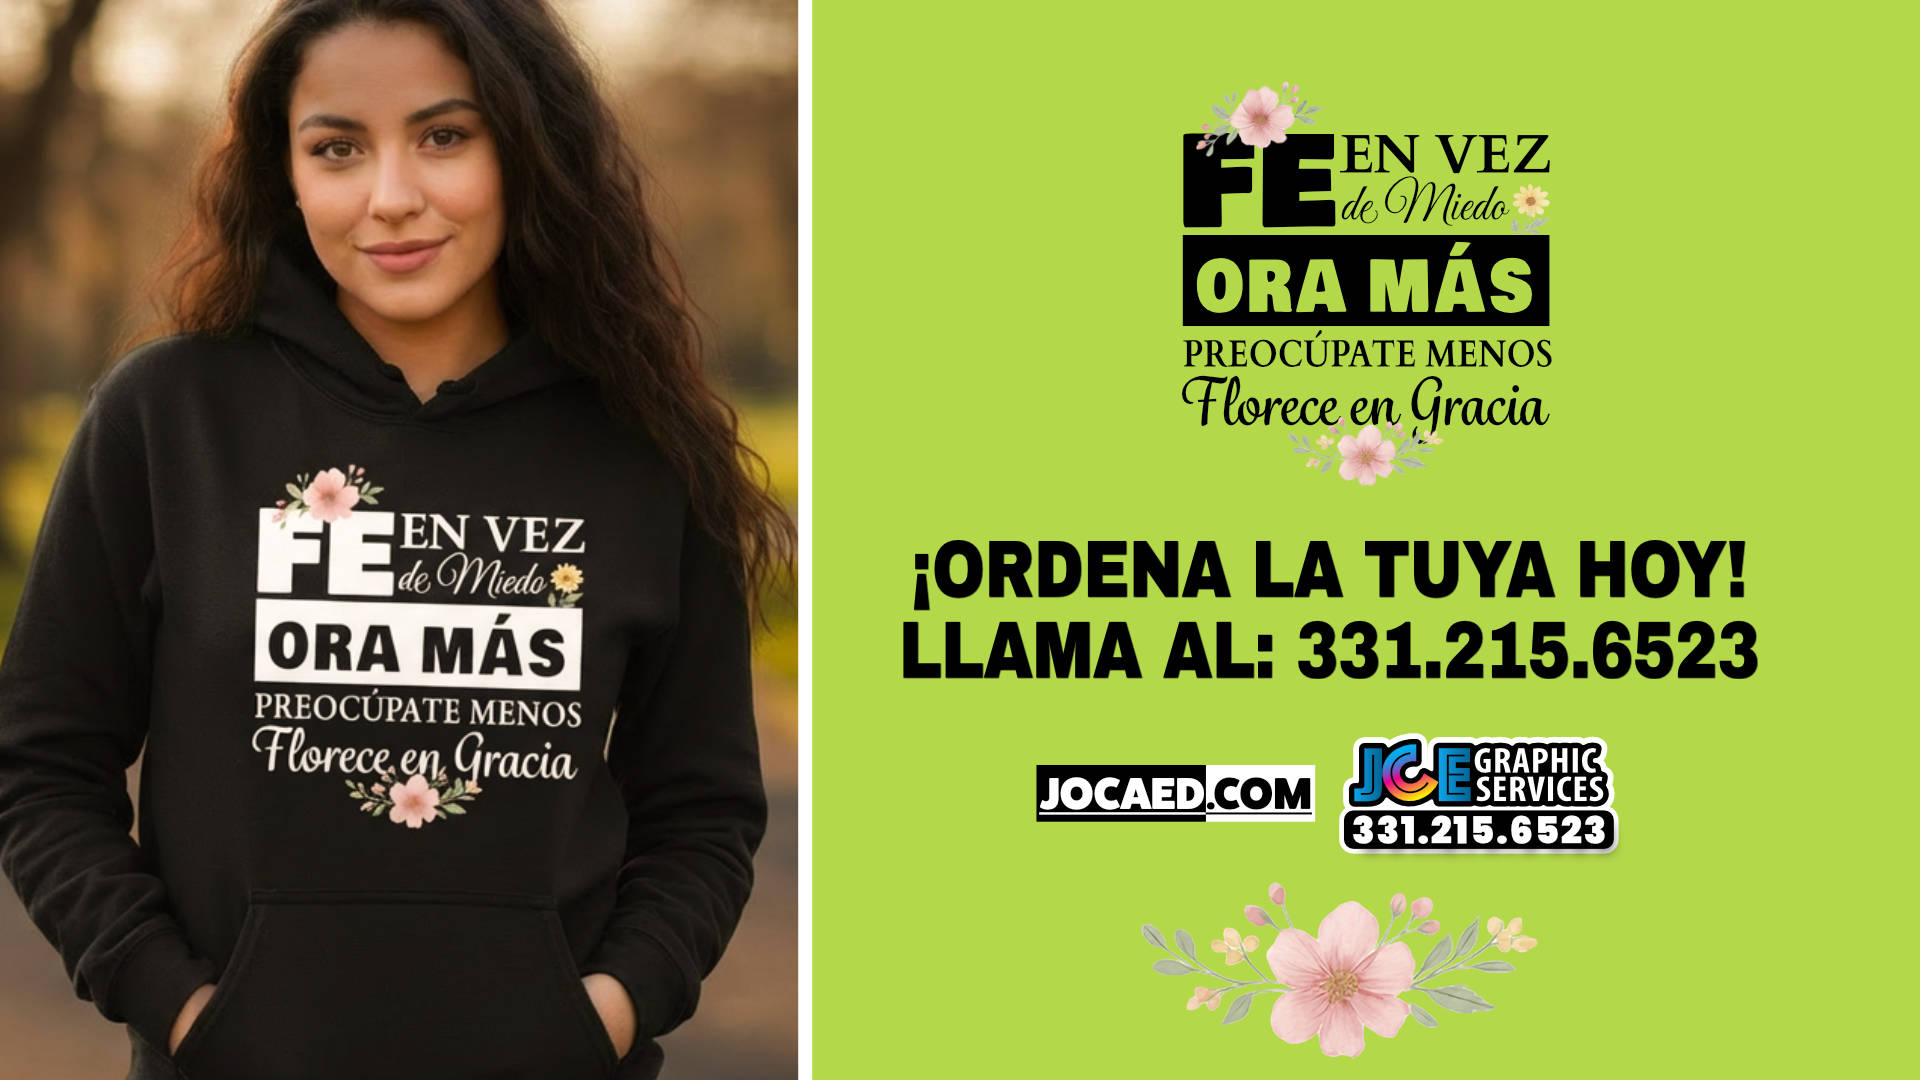 FE EN VEZ
de Miedo
ORA MÁS
PREOCÚPATE MENOS
Florece en Gracia
FE EN VEZ
de Miedo
ORA MÁS
PREOCÚPATE MENOS
Florece en Gracia
¡ORDENA LA TUYA HOY!
LLAMA AL: 331.215.6523
JOCAED.COM
JCE GRAPHIC
SERVICES
331.215.6523